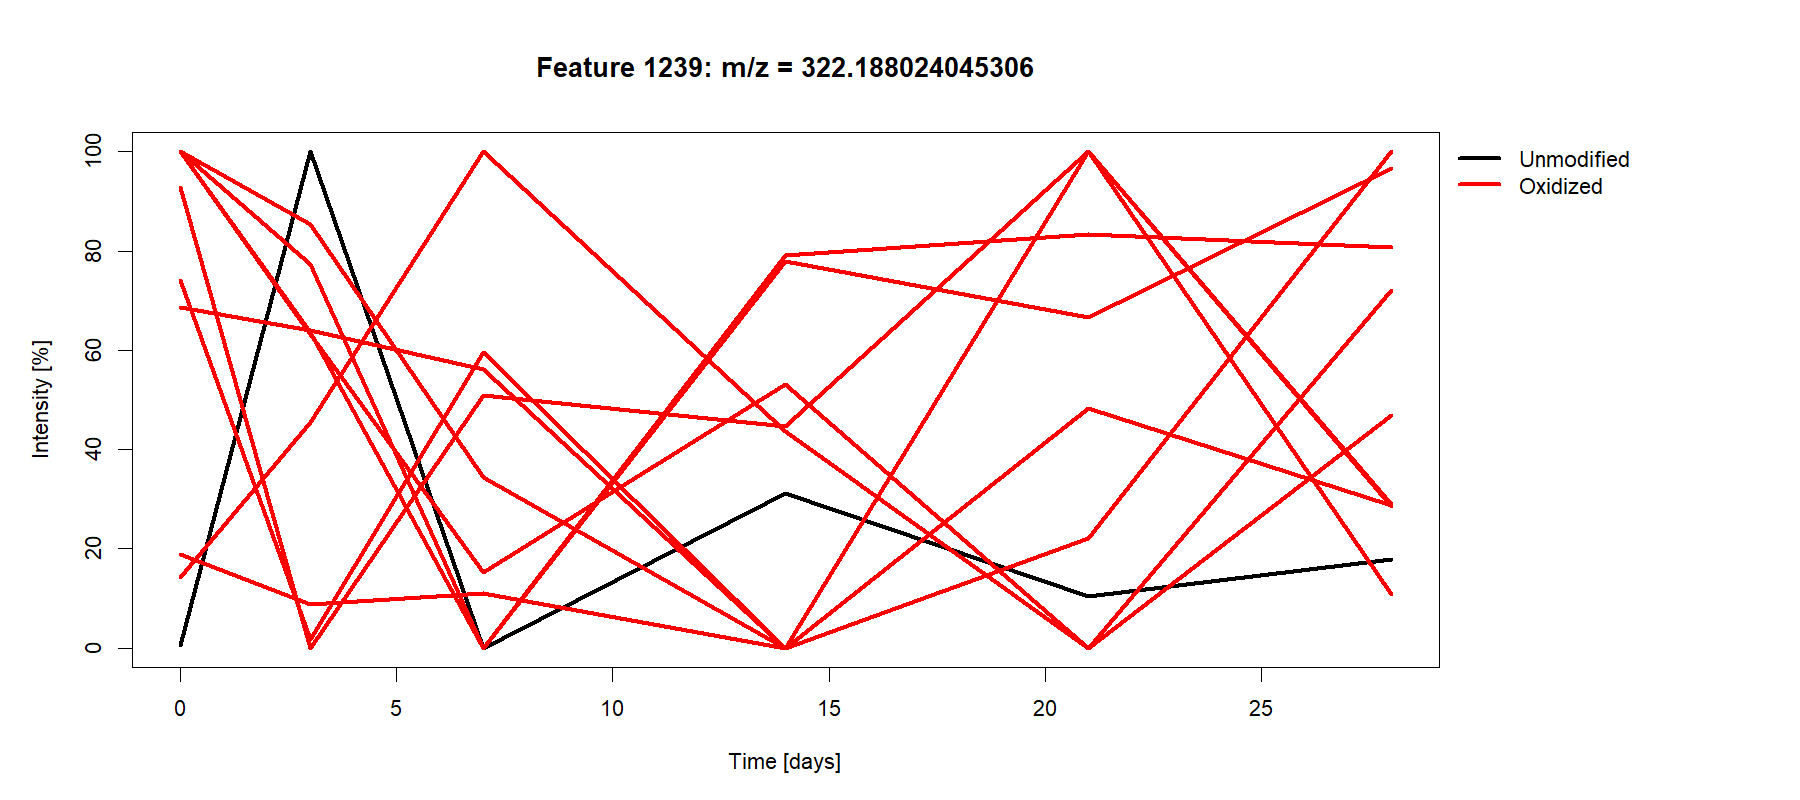 Feature 1239: m/z = 322.188024045306
Unmodified
Oxidized
Intensity [%]
100
80
60
40
20
0
0 5 10 15 20 25
Time [days]